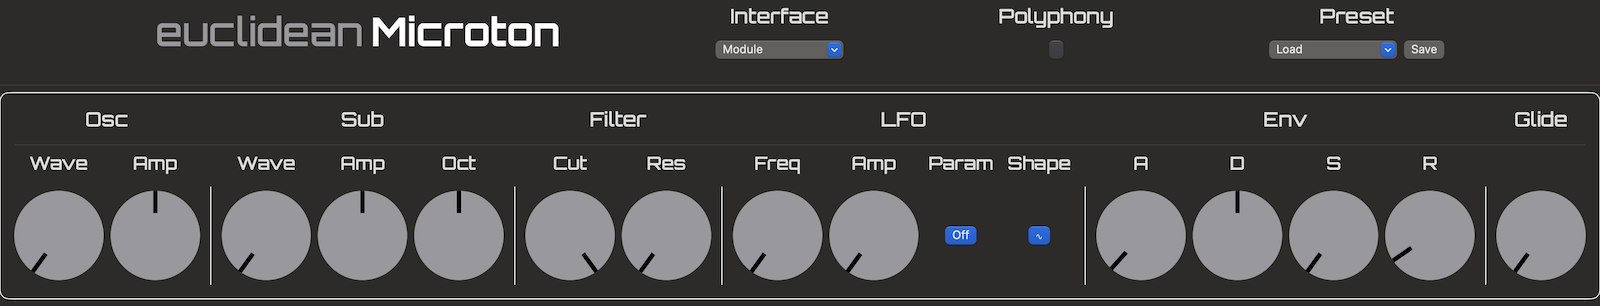 euclidean Microton
Interface
Polyphony
Preset
Module
Load
Save
Osc
Sub
Filter
LFO
Env
Glide
Wave
Amp
Wave
Amp
Oct
Cut
Res
Freq
Amp
Param
Shape
A
D
S
R
Off
∿